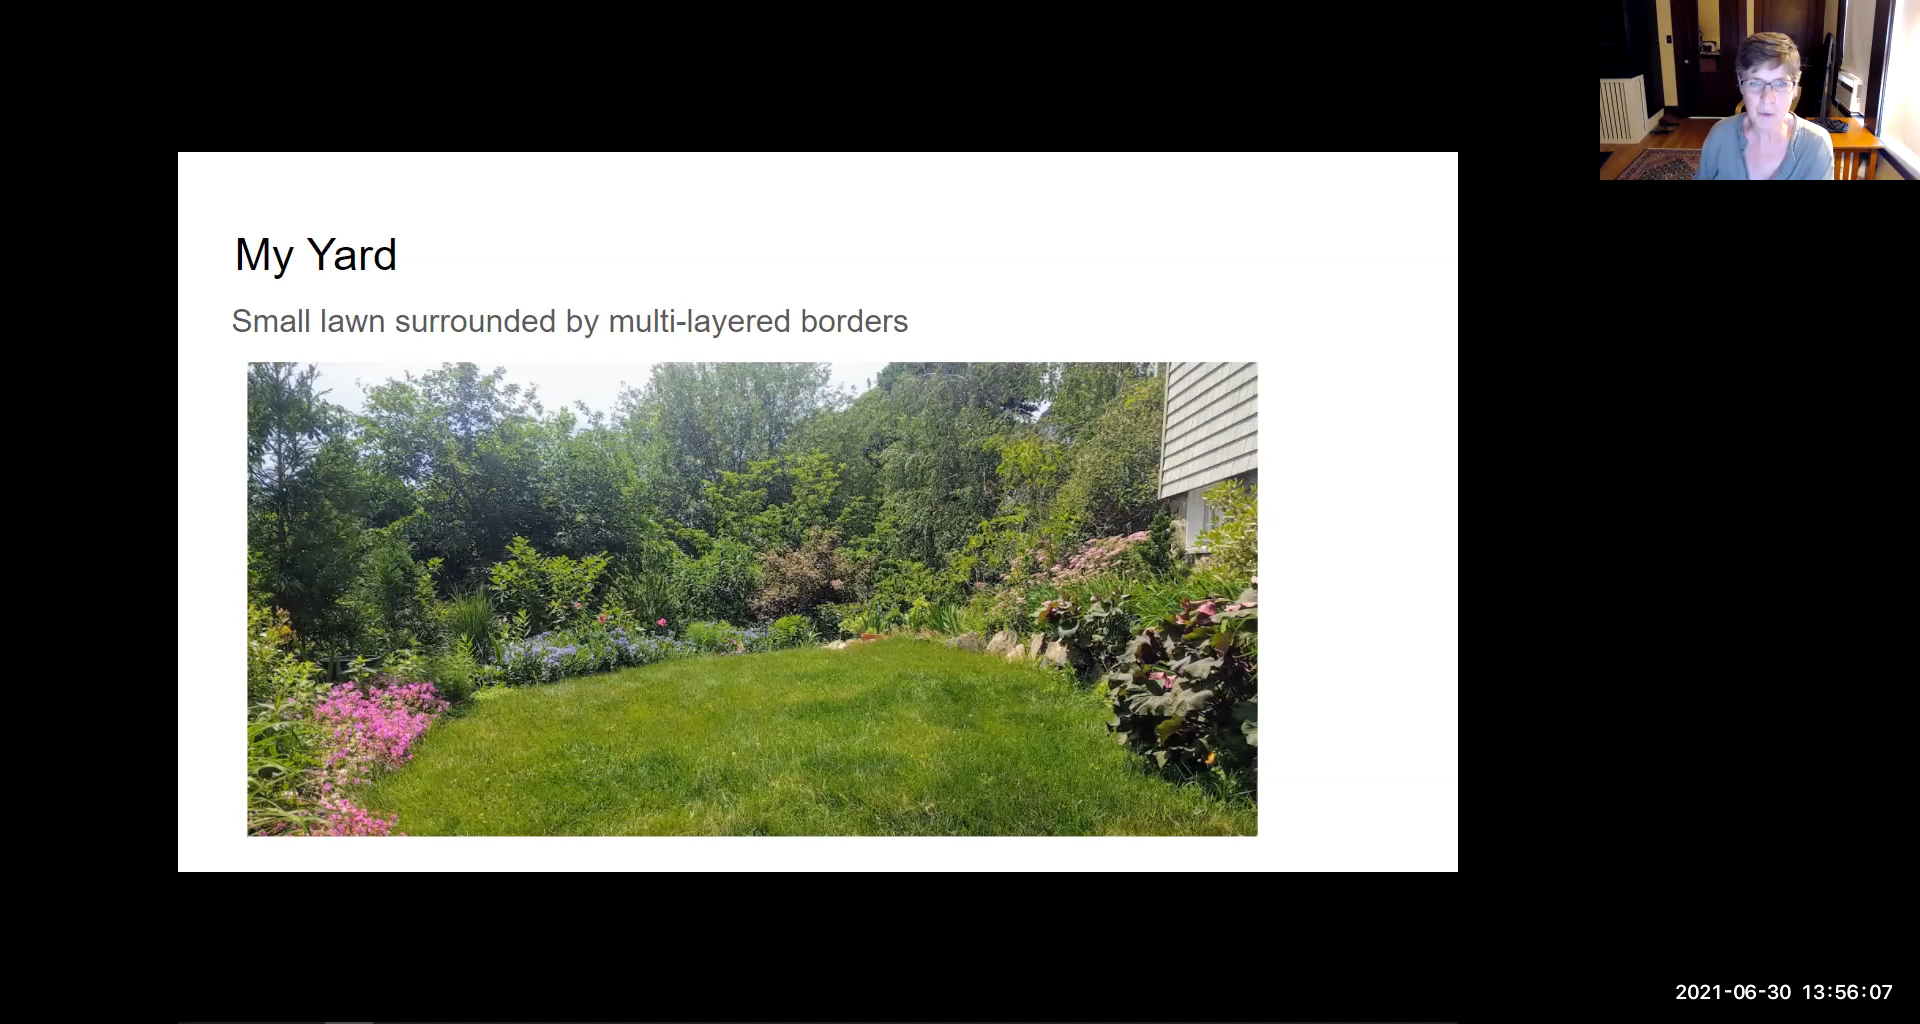 My Yard
Small lawn surrounded by multi-layered borders
2021-06-30 13:56:07